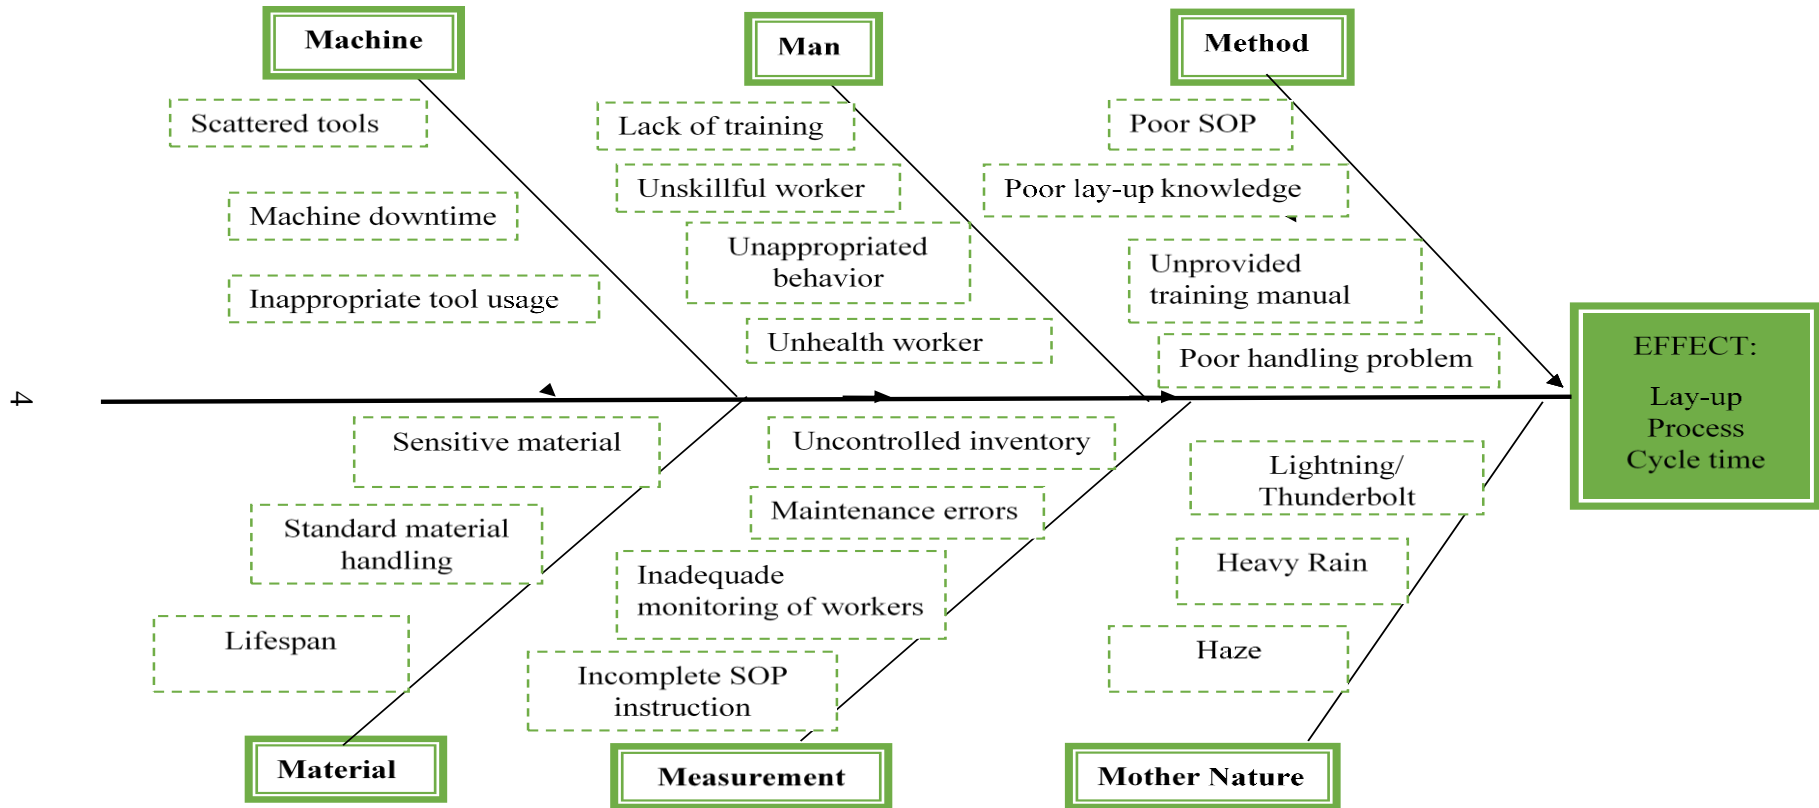 Machine
Scattered tools
Machine downtime
Inappropriate tool usage
Man
Lack of training
Unskillful worker
Unappropriated
behavior
Unhealth worker
Method
Poor SOP
Poor lay-up knowledge
Unprovided
training manual
Poor handling problem
EFFECT:
Lay-up
Process
Cycle time
4
Sensitive material
Standard material
handling
Lifespan
Material
Uncontrolled inventory
Maintenance errors
Inadequade
monitoring of workers
Incomplete SOP
instruction
Measurement
Lightning/
Thunderbolt
Heavy Rain
Haze
Mother Nature